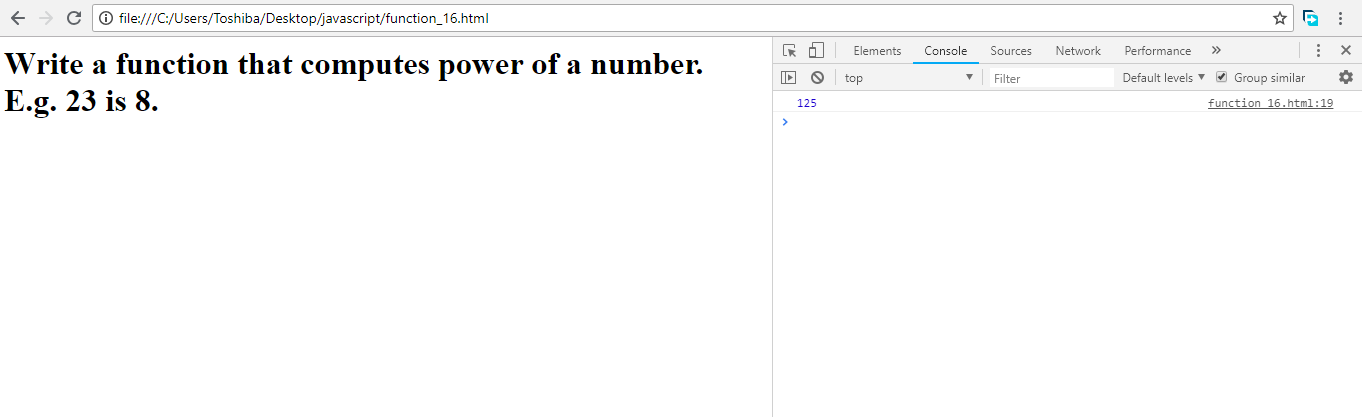 file:///C:/Users/Toshiba/Desktop/javascript/function_16.html
Write a function that computes power of a number.
E.g. 23 is 8.
Elements Console Sources Network Performance »
top Filter Default levels Group similar
125 function_16.html:19